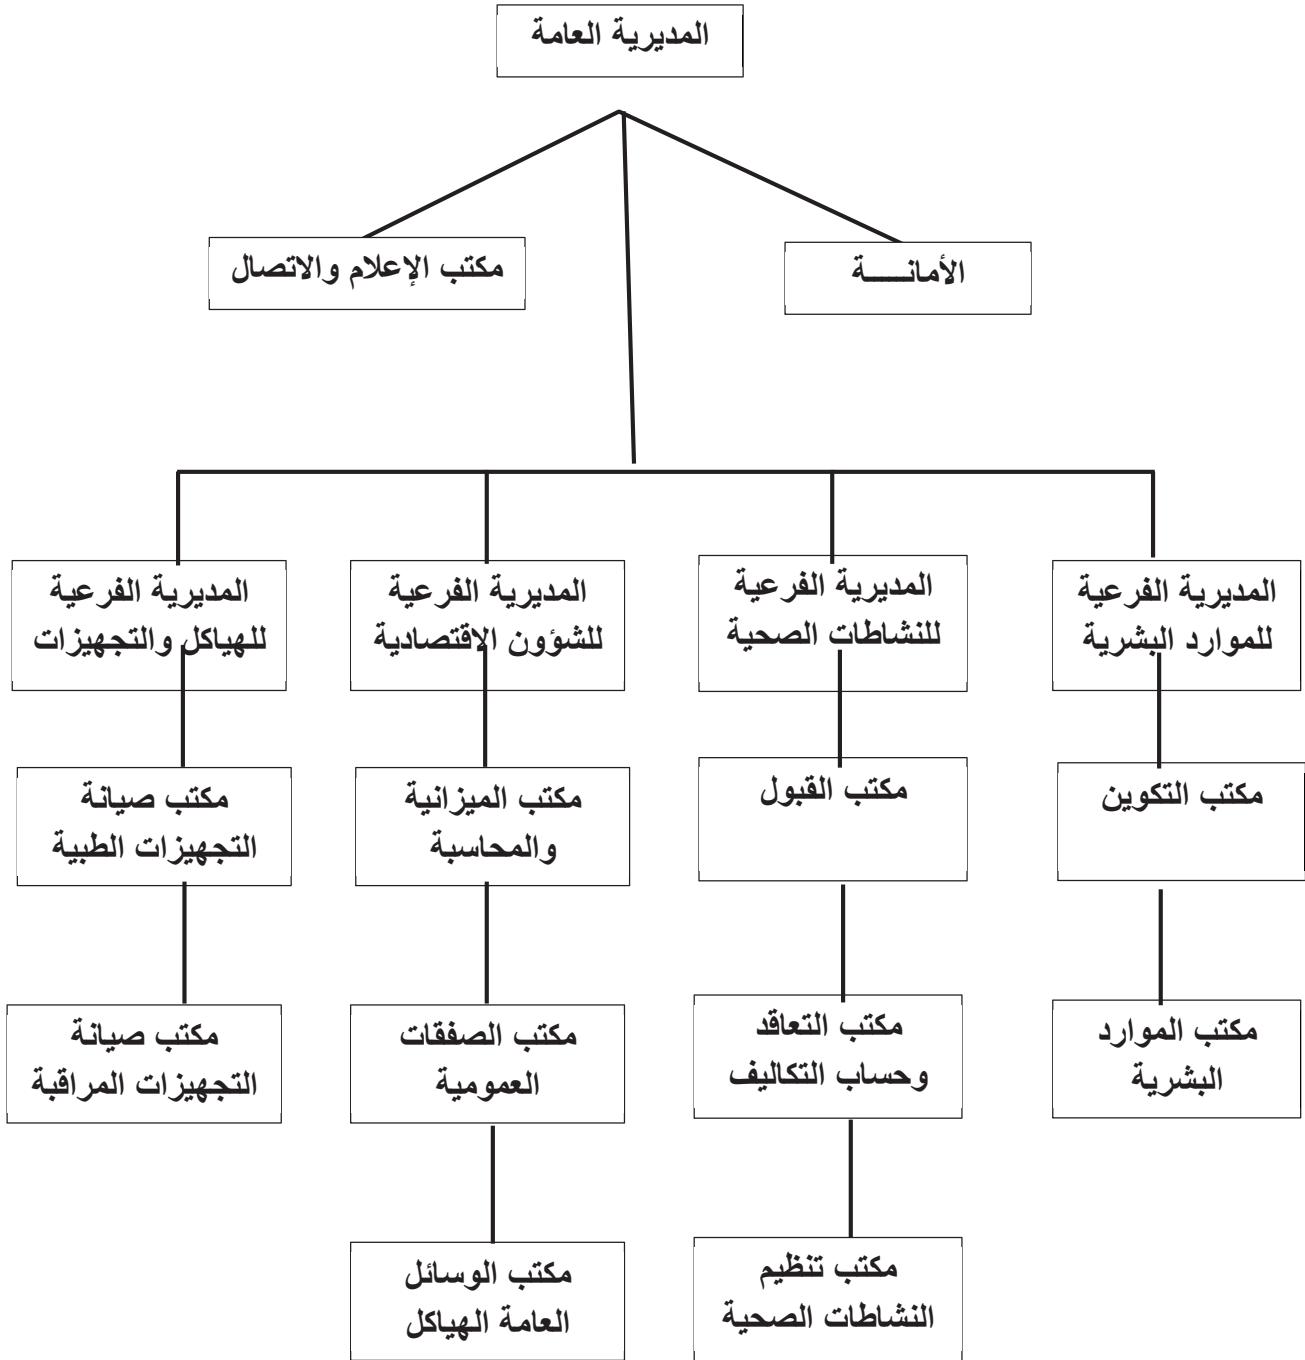 المديرية العامة
الأمانـــــة
مكتب الإعلام والاتصال
المديرية الفرعية
للموارد البشرية
المديرية الفرعية
للنشاطات الصحية
المديرية الفرعية
للشؤون الاقتصادية
المديرية الفرعية
للهياكل والتجهيزات
مكتب التكوين
مكتب القبول
مكتب الميزانية
والمحاسبة
مكتب صيانة
التجهيزات الطبية
مكتب الموارد
البشرية
مكتب التعاقد
وحساب التكاليف
مكتب الصفقات
العمومية
مكتب صيانة
التجهيزات المراقبة
مكتب تنظيم
النشاطات الصحية
مكتب الوسائل
العامة الهياكل